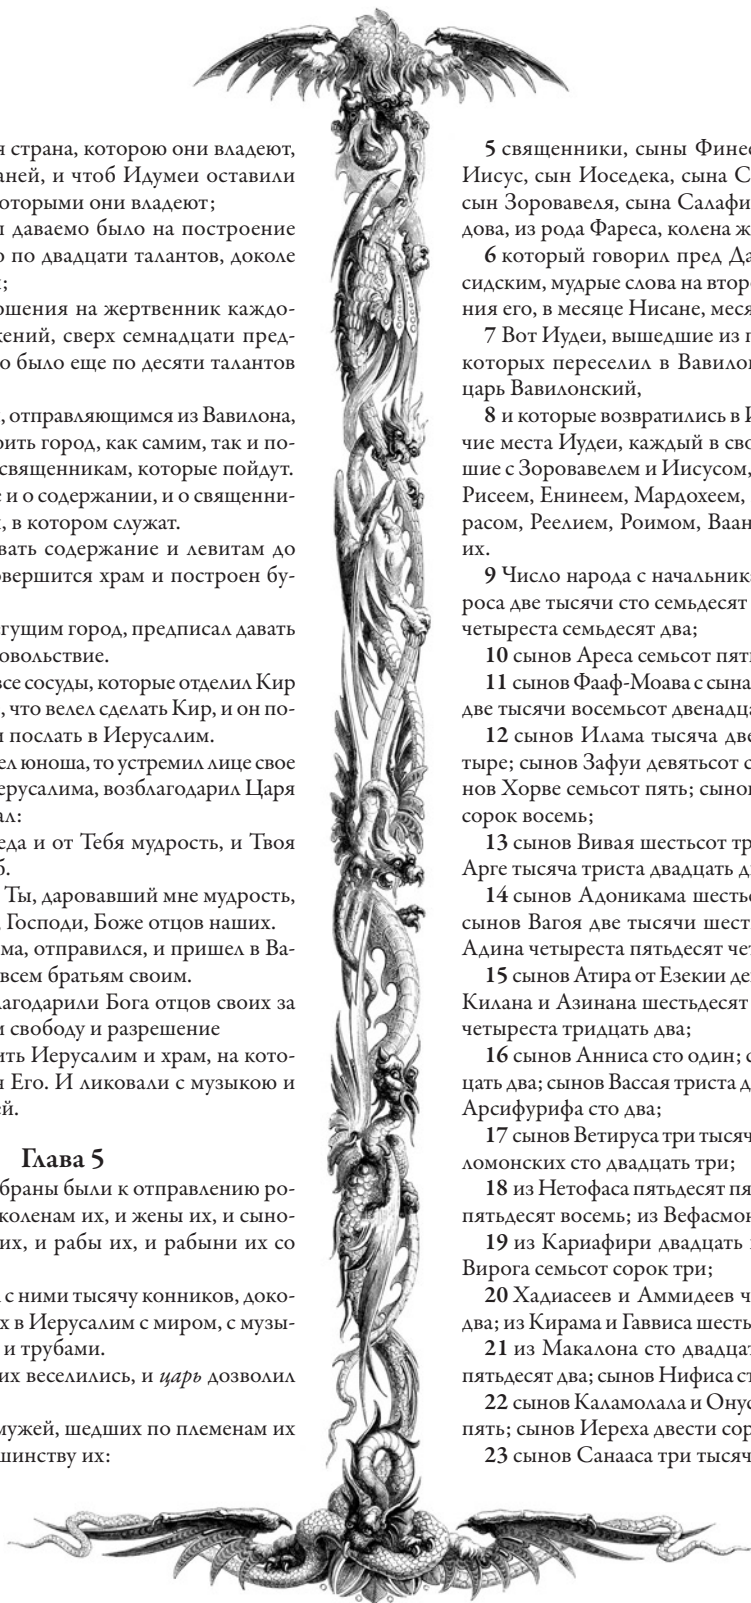 я страна, которою они владеют,
аней, и чтоб Идумеи оставили
оторыми они владеют;
ы даваемо было на построение
о по двадцати талантов, доколе
н;
ошения на жертвенник каждо-
жений, сверх семнадцати пред-
о было еще по десяти талантов
, отправляющимся из Вавилона,
рить город, как самим, так и по-
священникам, которые пойдут.
е и о содержании, и о священни-
, в котором служат.
вать содержание и левитам до
овершится храм и построен бу-
егущим город, предписал давать
овольствие.
все сосуды, которые отделил Кир
, что велел сделать Кир, и он по-
и послать в Иерусалим.
ел юноша, то устремил лице свое
ерусалима, возблагодарил Царя
ал:
еда и от Тебя мудрость, и Твоя
б.
Ты, даровавший мне мудрость,
, Господи, Боже отцов наших.
ма, отправился, и пришел в Ва-
всем братьям своим.
лагодарили Бога отцов своих за
м свободу и разрешение
ить Иерусалим и храм, на кото-
я Его. И ликовали с музыкою и
ей.
Глава 5
браны были к отправлению ро-
коленам их, и жены их, и сыно-
их, и рабы их, и рабыни их со
с ними тысячу конников, доко-
х в Иерусалим с миром, с музы-
и трубами.
их веселились, и царь дозволил
мужей, шедших по племенам их
шинству их:
5 священники, сыны Финее
Иисус, сын Иоседека, сына С
сын Зоровавеля, сына Салафи
дова, из рода Фареса, колена ж
6 который говорил пред Да
сидским, мудрые слова на второ
ния его, в месяце Нисане, меся
7 Вот Иудеи, вышедшие из п
которых переселил в Вавило
царь Вавилонский,
8 и которые возвратились в И
чие места Иудеи, каждый в сво
шие с Зоровавелем и Иисусом,
Рисеем, Енинеем, Мардохеем,
расом, Реелием, Роимом, Ваан
их.
9 Число народа с начальник
роса две тысячи сто семьдесят
четыреста семьдесят два;
10 сынов Ареса семьсот пят
11 сынов Фааф-Моава с сына
две тысячи восемьсот двенадца
12 сынов Илама тысяча две
тыре; сынов Зафуи девятьсот с
нов Хорве семьсот пять; сынов
сорок восемь;
13 сынов Вивая шестьсот тр
Арге тысяча триста двадцать д
14 сынов Адоникама шесть
сынов Вагоя две тысячи шест
Адина четыреста пятьдесят чет
15 сынов Атира от Езекии де
Килана и Азинана шестьдесят
четыреста тридцать два;
16 сынов Анниса сто один; с
цать два; сынов Вассая триста д
Арсифурифа сто два;
17 сынов Ветируса три тысяч
ломонских сто двадцать три;
18 из Нетофаса пятьдесят пя
пятьдесят восемь; из Вефасмон
19 из Кариафири двадцать
Вирога семьсот сорок три;
20 Хадиасеев и Аммидеев ч
два; из Кирама и Гаввиса шесть
21 из Макалона сто двадцат
пятьдесят два; сынов Нифиса ст
22 сынов Каламолала и Онус
пять; сынов Иереха двести сор
23 сынов Санааса три тысяч